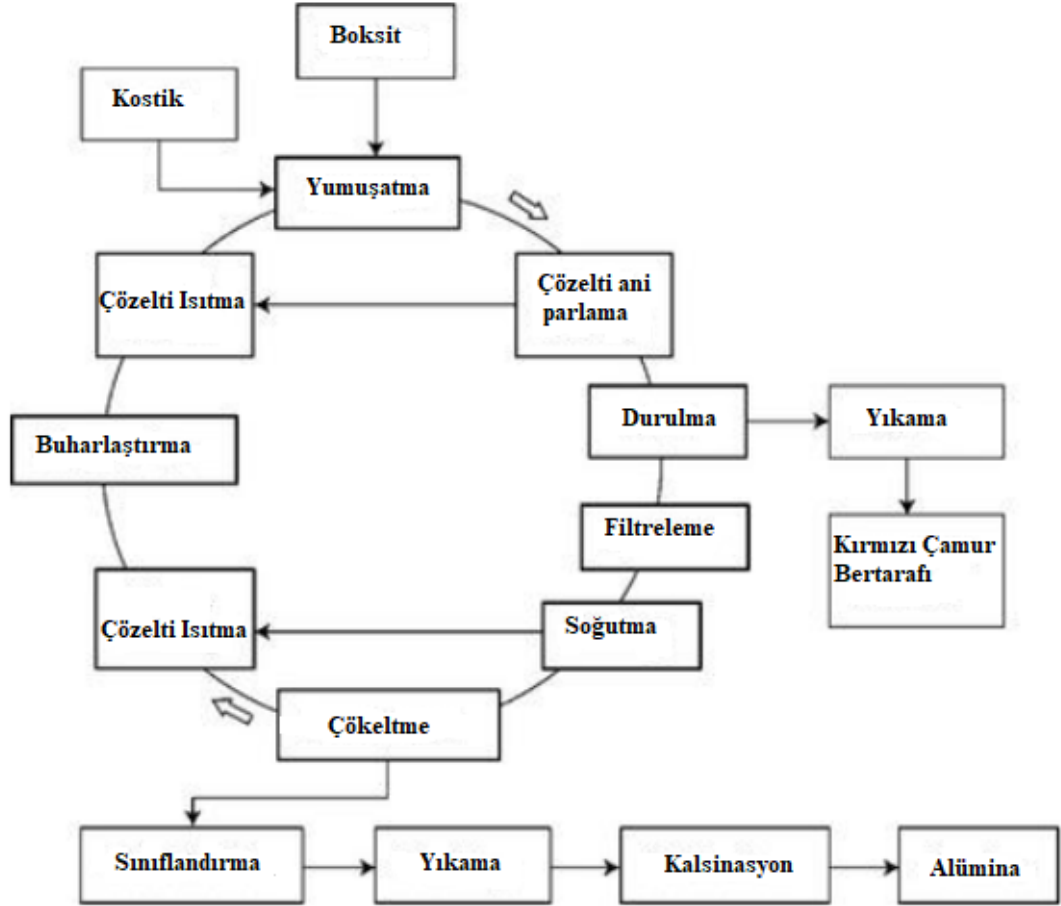 Boksit
Kostik
Yumuşatma
Çözelti Isıtma
Çözelti ani
parlama
Buharlaştırma
Durulma
Yıkama
Filtreleme
Kırmızı Çamur
Bertarafı
Çözelti Isıtma
Soğutma
Çökeltme
Sınıflandırma
Yıkama
Kalsinasyon
Alümina